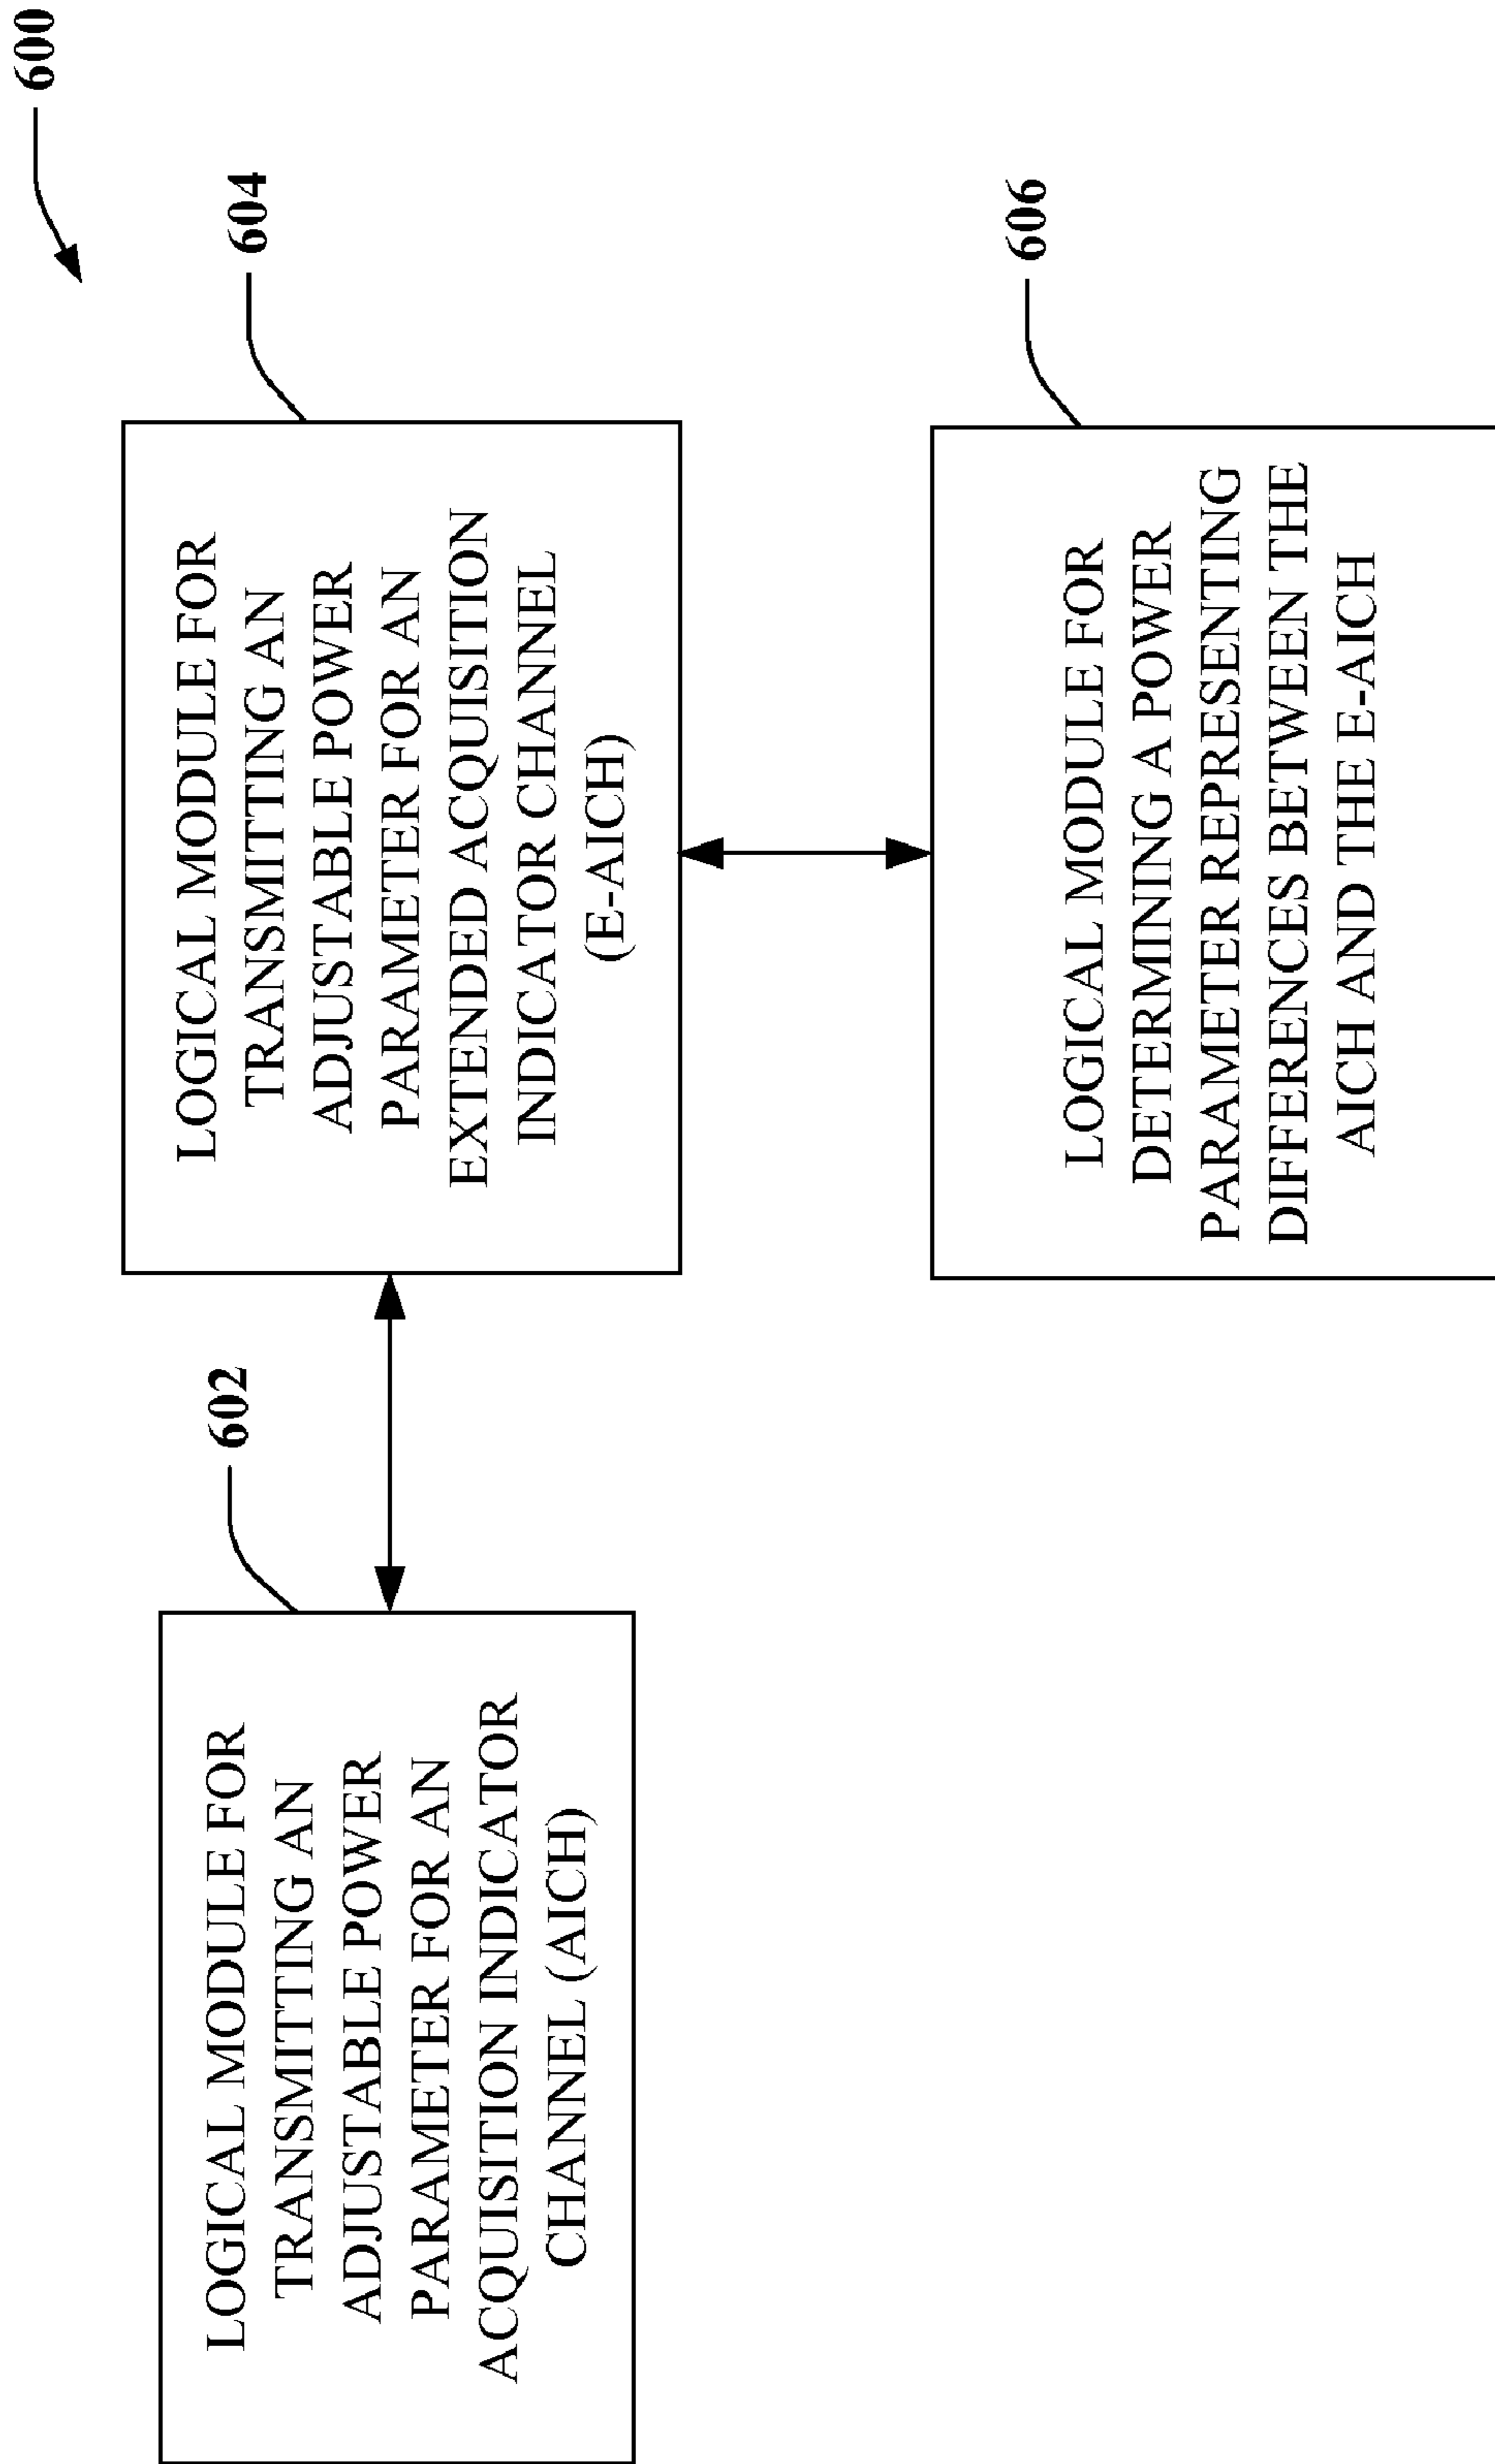 600
602
LOGICAL MODULE FOR
TRANSMITTING AN
ADJUSTABLE POWER
PARAMETER FOR AN
ACQUISITION INDICATOR
CHANNEL (AICH)
604
LOGICAL MODULE FOR
TRANSMITTING AN
ADJUSTABLE POWER
PARAMETER FOR AN
EXTENDED ACQUISITION
INDICATOR CHANNEL
(E-AICH)
606
LOGICAL MODULE FOR
DETERMINING A POWER
PARAMETER REPRESENTING
DIFFERENCES BETWEEN THE
AICH AND THE E-AICH